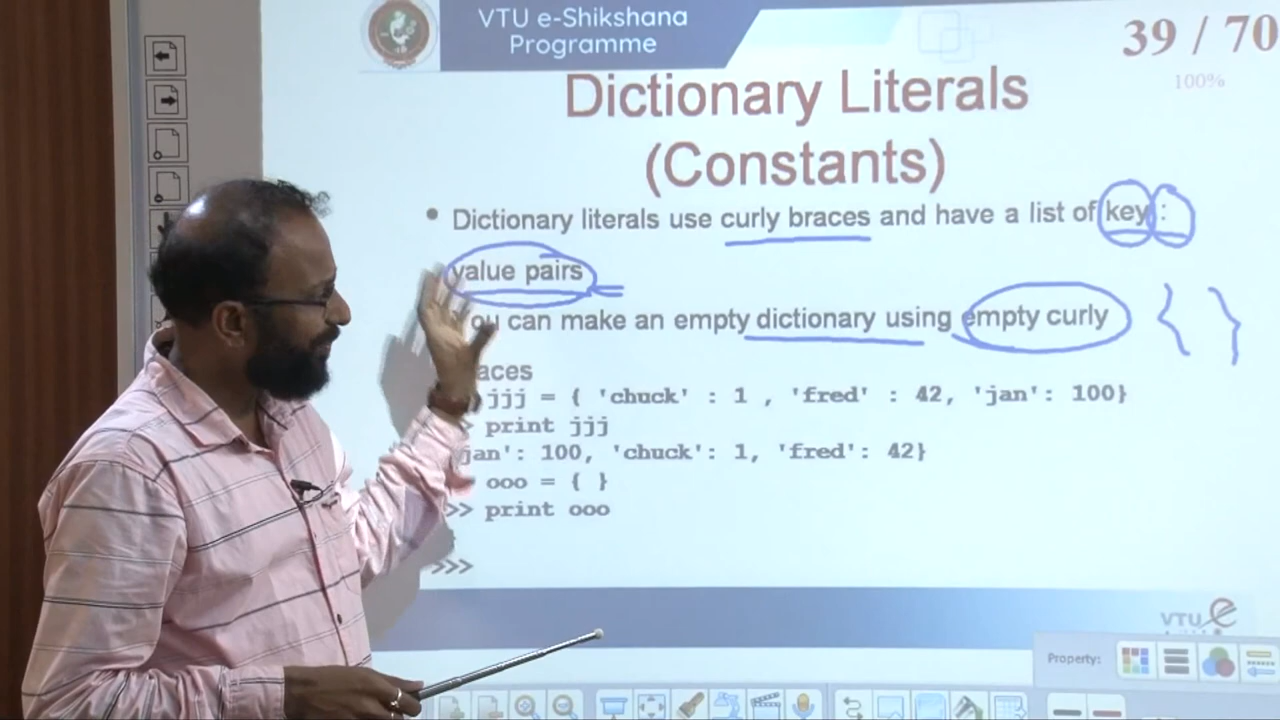 VTU e-Shikshana
Programme
39 / 70
100%
Dictionary Literals
(Constants)
• Dictionary literals use curly braces and have a list of key :
value pairs
ou can make an empty dictionary using empty curly { }
aces
jjj = { 'chuck' : 1 , 'fred' : 42, 'jan': 100}
> print jjj
jan': 100, 'chuck': 1, 'fred': 42}
ooo = { }
>> print ooo
>>>
VTU e
Property: